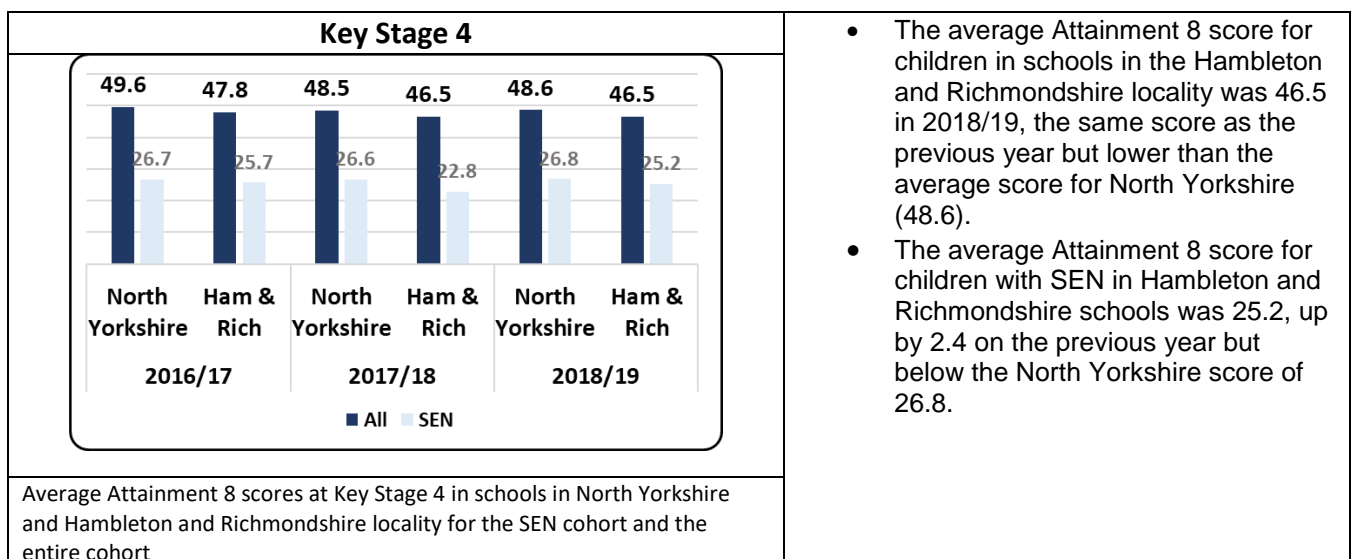 Key Stage 4
49.6 47.8 48.5 46.5 48.6 46.5
26.7 25.7 26.6 22.8 26.8 25.2
North Ham & North Ham & North Ham &
Yorkshire Rich Yorkshire Rich Yorkshire Rich
2016/17 2017/18 2018/19
All SEN
Average Attainment 8 scores at Key Stage 4 in schools in North Yorkshire
and Hambleton and Richmondshire locality for the SEN cohort and the
entire cohort
• The average Attainment 8 score for
children in schools in the Hambleton
and Richmondshire locality was 46.5
in 2018/19, the same score as the
previous year but lower than the
average score for North Yorkshire
(48.6).
• The average Attainment 8 score for
children with SEN in Hambleton and
Richmondshire schools was 25.2, up
by 2.4 on the previous year but
below the North Yorkshire score of
26.8.